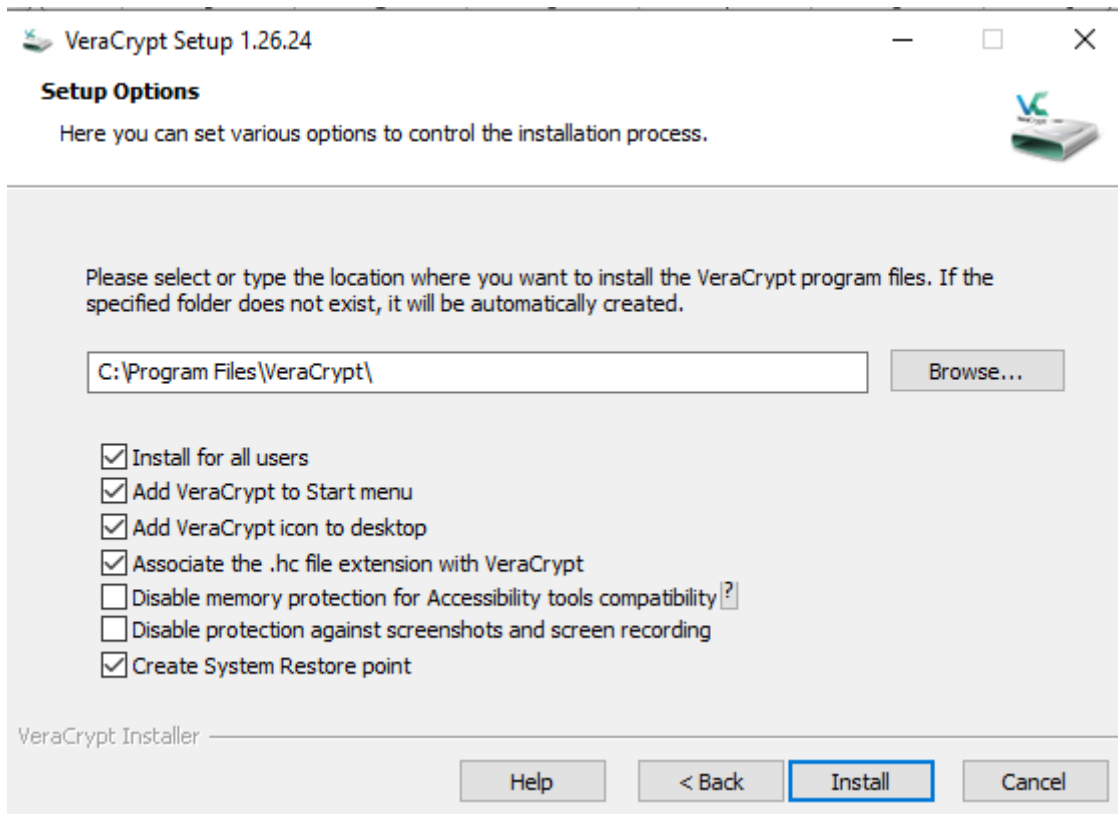 VeraCrypt Setup 1.26.24
Setup Options
Here you can set various options to control the installation process.
VC
Please select or type the location where you want to install the VeraCrypt program files. If the
specified folder does not exist, it will be automatically created.
C:\Program Files\VeraCrypt\
Browse...
Install for all users
Add VeraCrypt to Start menu
Add VeraCrypt icon to desktop
Associate the .hc file extension with VeraCrypt
Disable memory protection for Accessibility tools compatibility ?
Disable protection against screenshots and screen recording
Create System Restore point
VeraCrypt Installer
Help
< Back
Install
Cancel